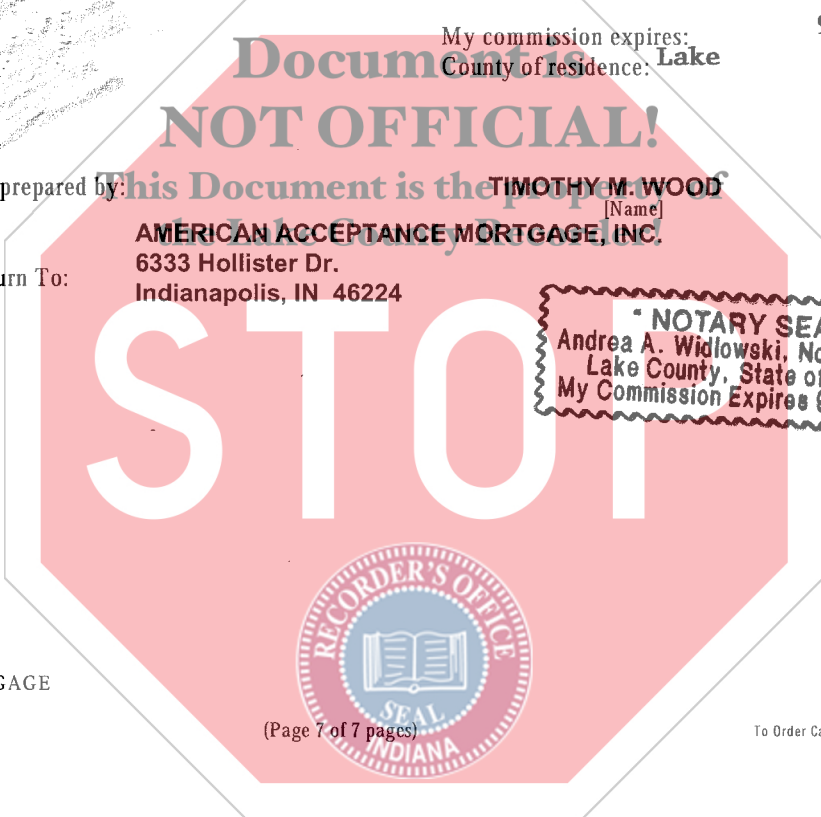 My commission expires:
Document is
County of residence: Lake
NOT OFFICIAL!
prepared by:
This Document is the property of
TIMOTHY M. WOOD
[Name]
the Lake County Recorder!
AMERICAN ACCEPTANCE MORTGAGE, INC.
6333 Hollister Dr.
urn To:
Indianapolis, IN 46224
STOP
" NOTARY SEA
Andrea A. Widlowski, No
Lake County, State of
My Commission Expires
RECORDER'S OFFICE
SEAL
INDIANA
GAGE
(Page 7 of 7 pages)
To Order Ca